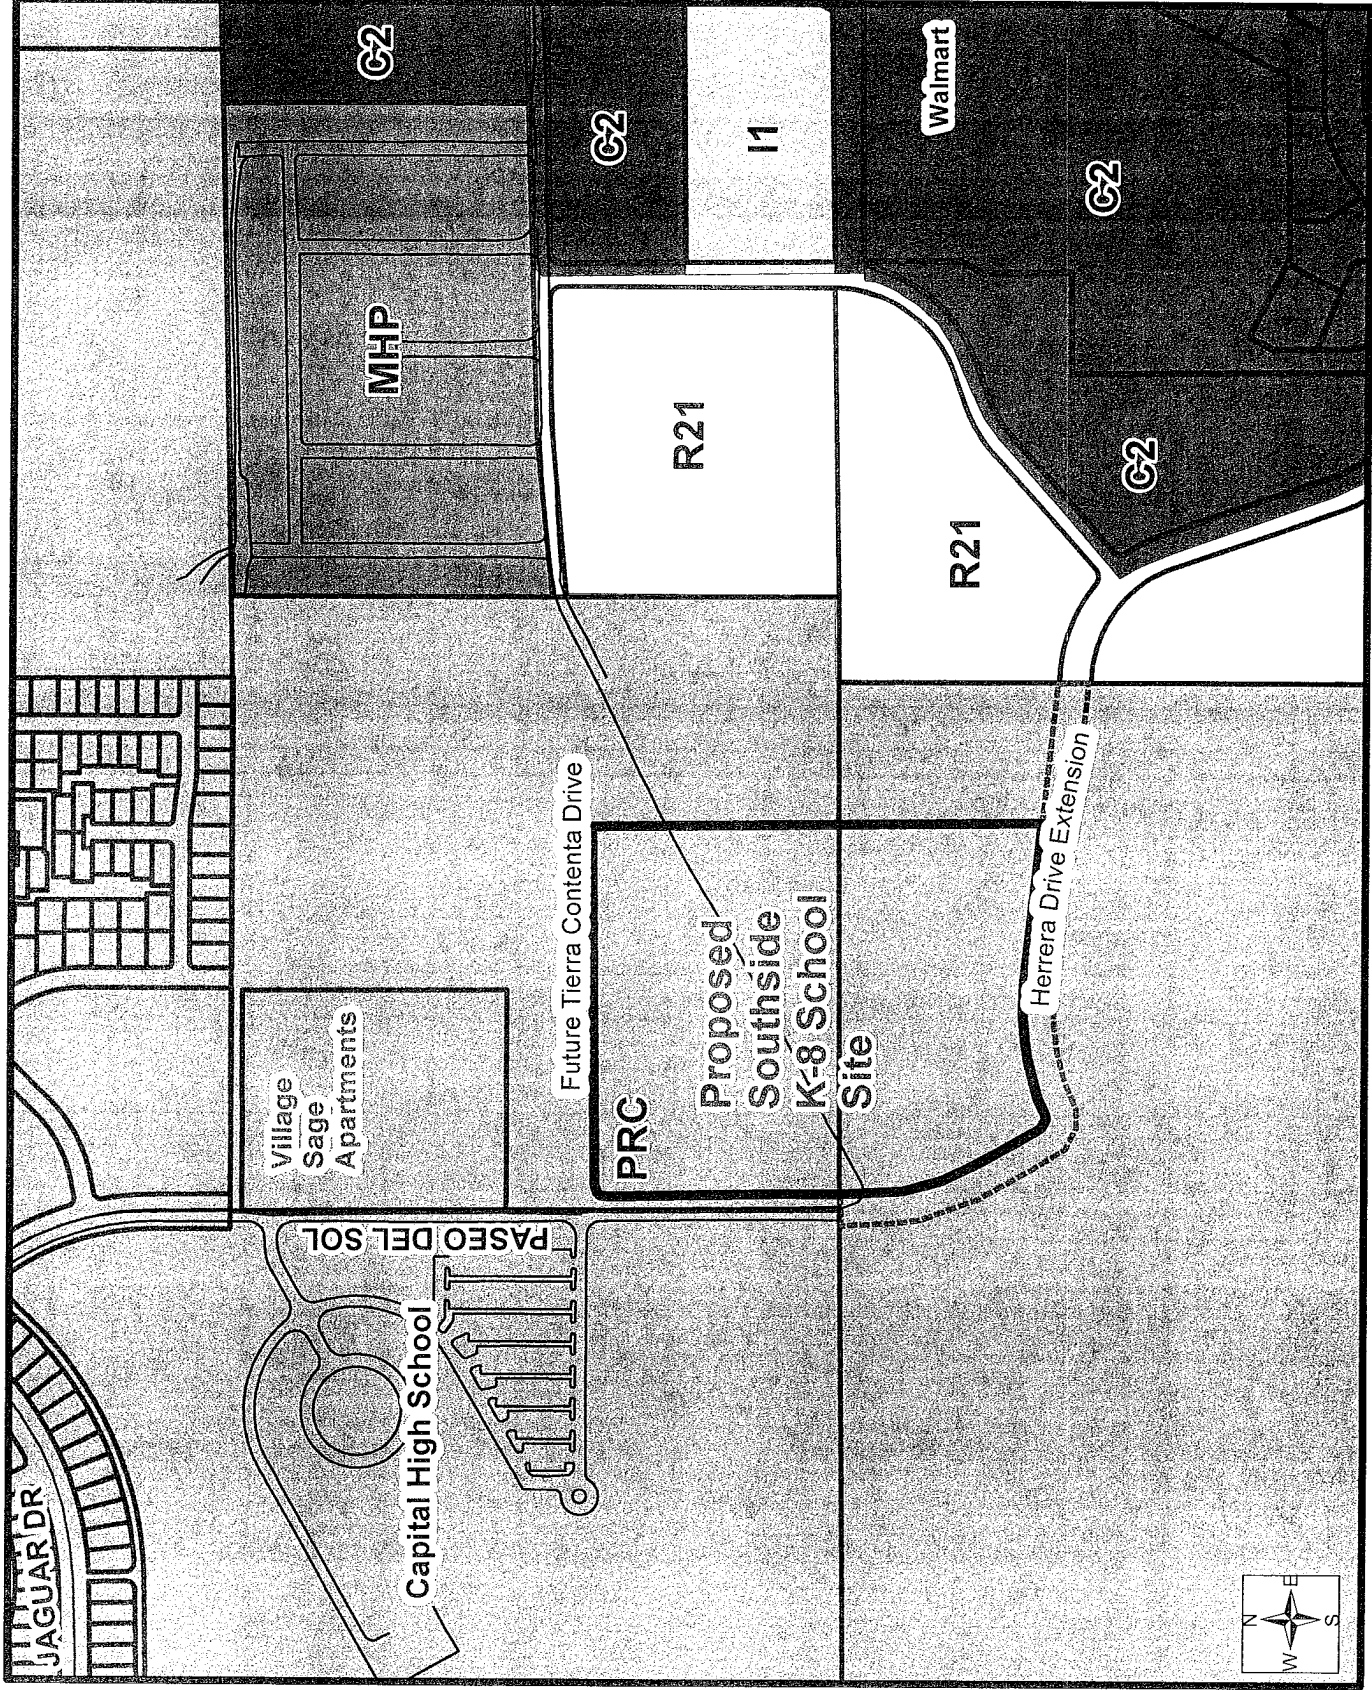 JAGUAR DR
Capital High School
PASEO DEL SOL
Village
Sage
Apartments
Future Tierra Contenta Drive
PRC
Proposed
Southside
K-8 School
Site
Herrera Drive Extension
MHP
R21
R21
C2
C2
I1
Walmart
C2
C2
N
W
E
S